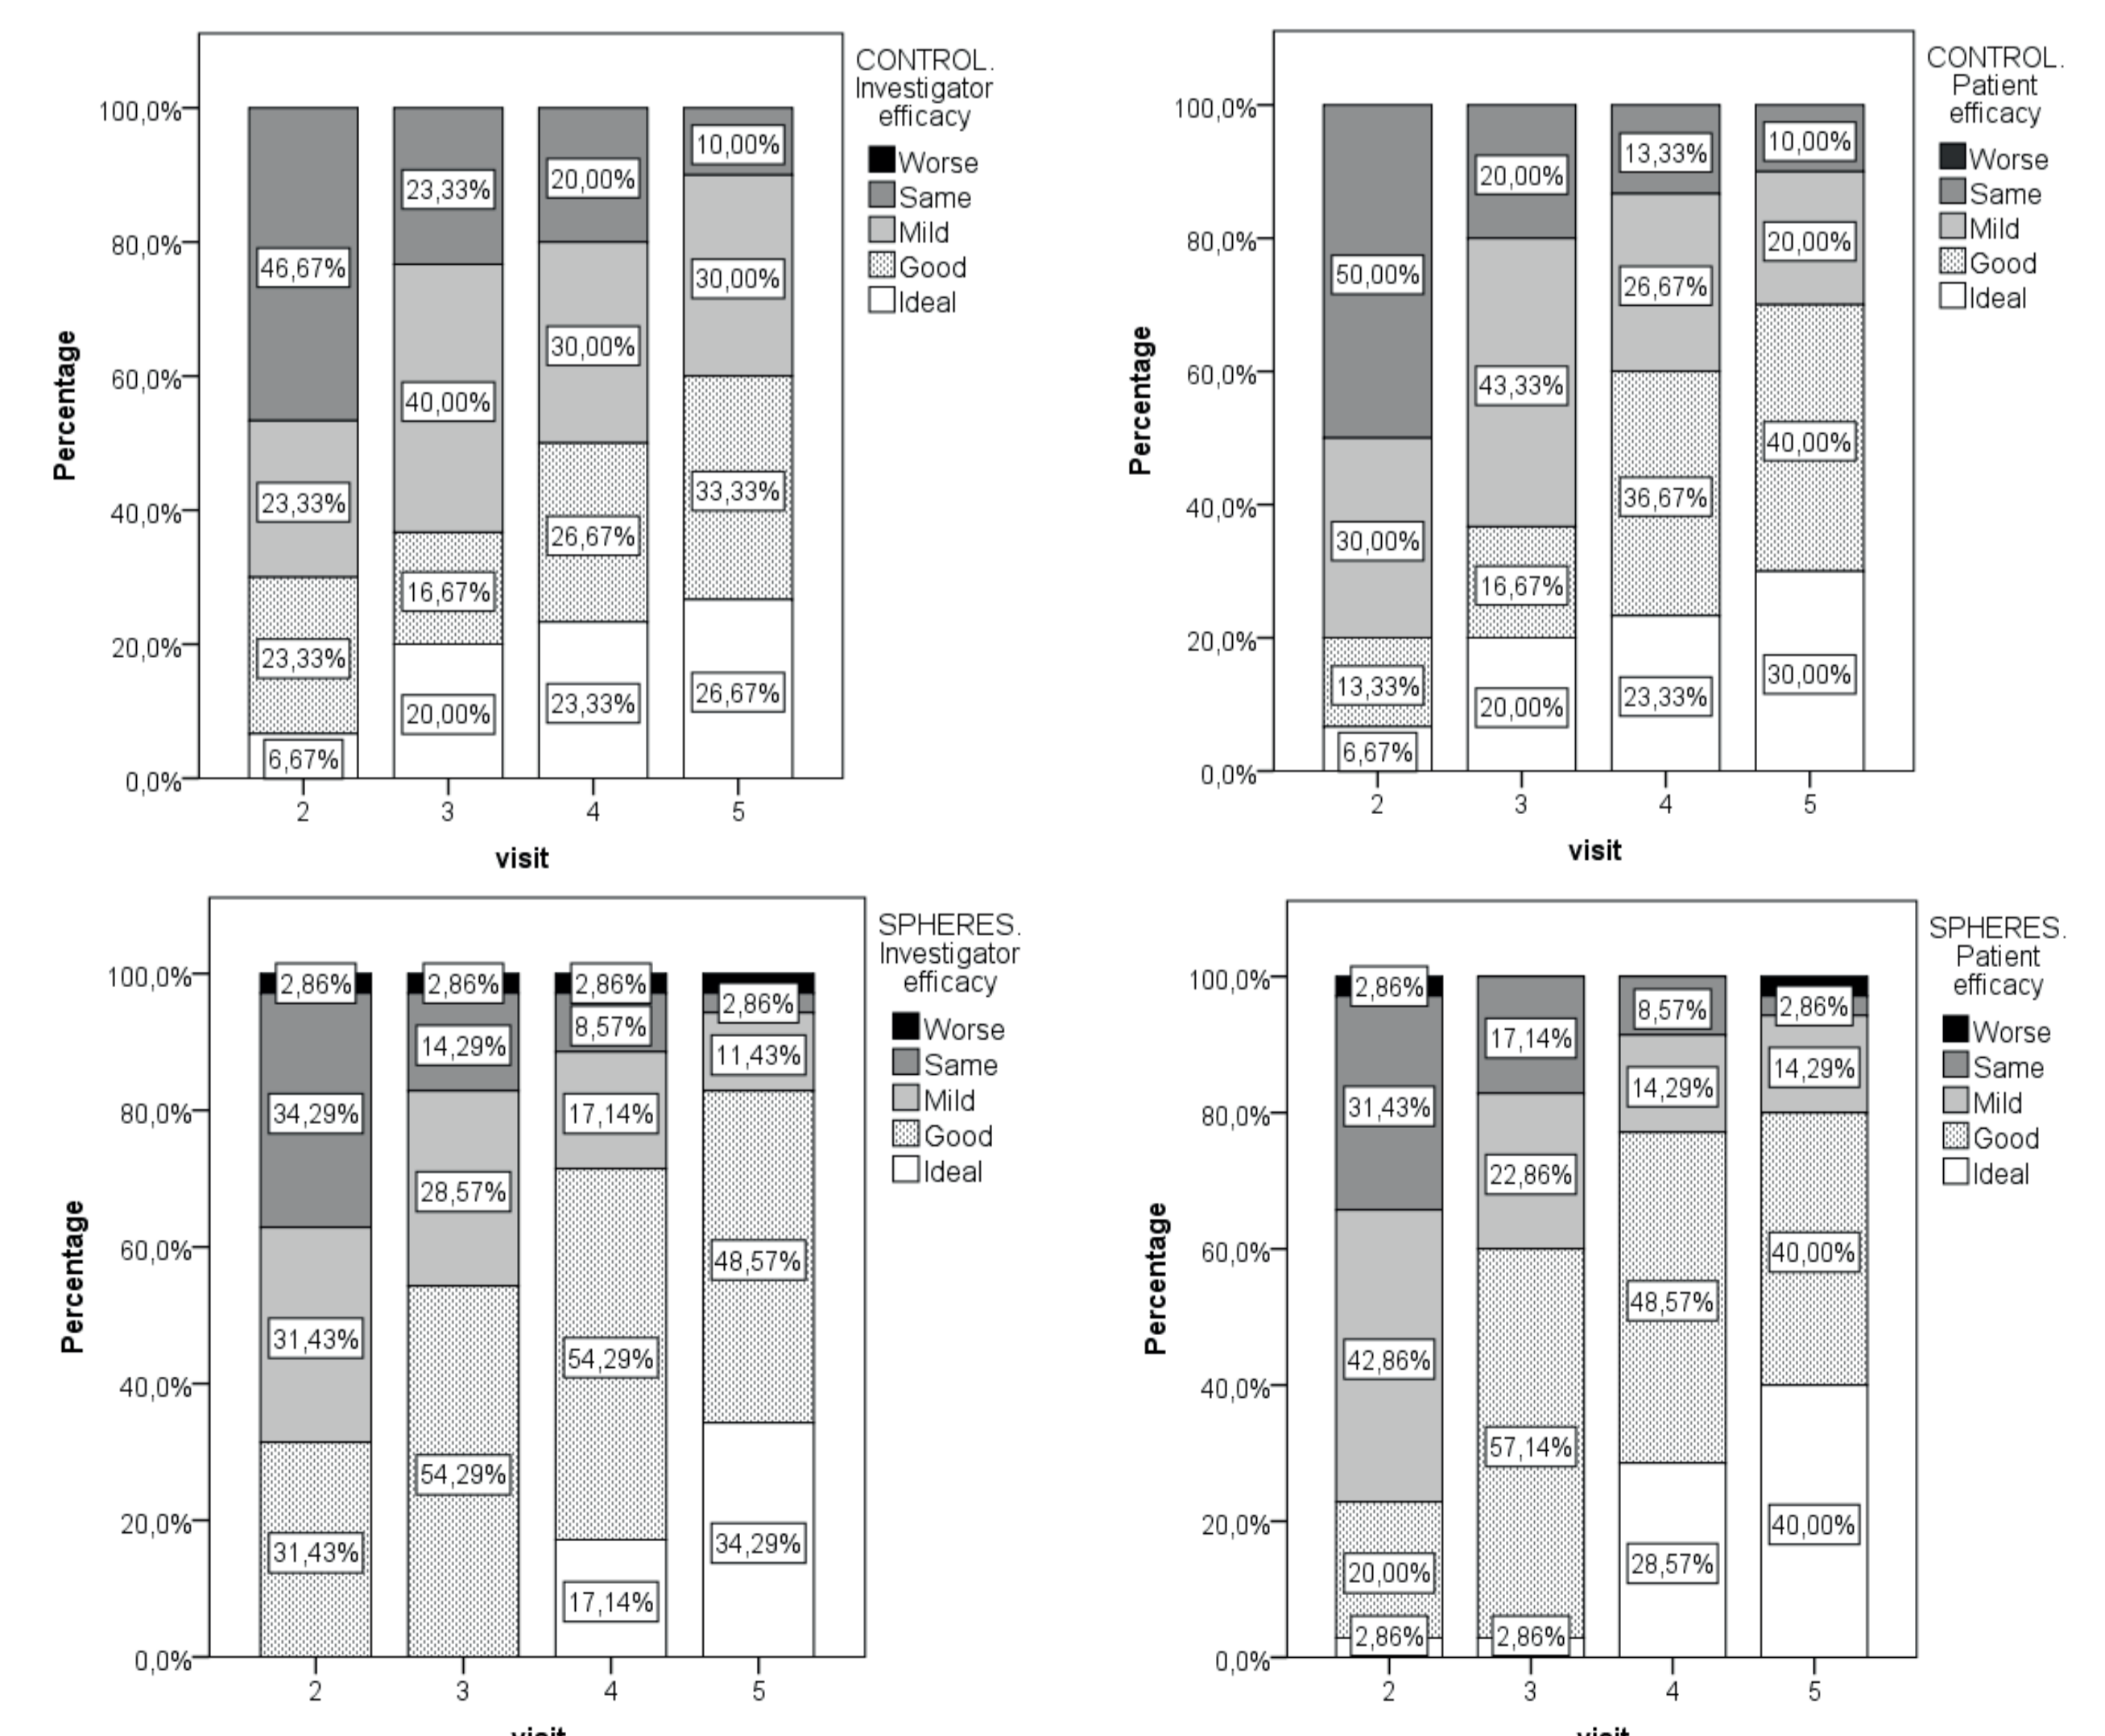 CONTROL.
Investigator
efficacy
Worse
Same
Mild
Good
Ideal
Percentage
100,0%
80,0%
60,0%
40,0%
20,0%
0,0%
46,67%
23,33%
23,33%
6,67%
23,33%
40,00%
16,67%
20,00%
20,00%
30,00%
26,67%
23,33%
10,00%
30,00%
33,33%
26,67%
2 3 4 5
visit
CONTROL.
Patient
efficacy
Worse
Same
Mild
Good
Ideal
Percentage
100,0%
80,0%
60,0%
40,0%
20,0%
0,0%
50,00%
30,00%
13,33%
6,67%
20,00%
43,33%
16,67%
20,00%
13,33%
26,67%
36,67%
23,33%
10,00%
20,00%
40,00%
30,00%
2 3 4 5
visit
SPHERES.
Investigator
efficacy
Worse
Same
Mild
Good
Ideal
Percentage
100,0%
80,0%
60,0%
40,0%
20,0%
0,0%
2,86%
34,29%
31,43%
31,43%
2,86%
14,29%
28,57%
54,29%
2,86%
8,57%
17,14%
54,29%
17,14%
2,86%
11,43%
48,57%
34,29%
2 3 4 5
visit
SPHERES.
Patient
efficacy
Worse
Same
Mild
Good
Ideal
Percentage
100,0%
80,0%
60,0%
40,0%
20,0%
0,0%
2,86%
31,43%
42,86%
20,00%
2,86%
17,14%
22,86%
57,14%
2,86%
8,57%
14,29%
48,57%
28,57%
2,86%
14,29%
40,00%
40,00%
2 3 4 5
visit